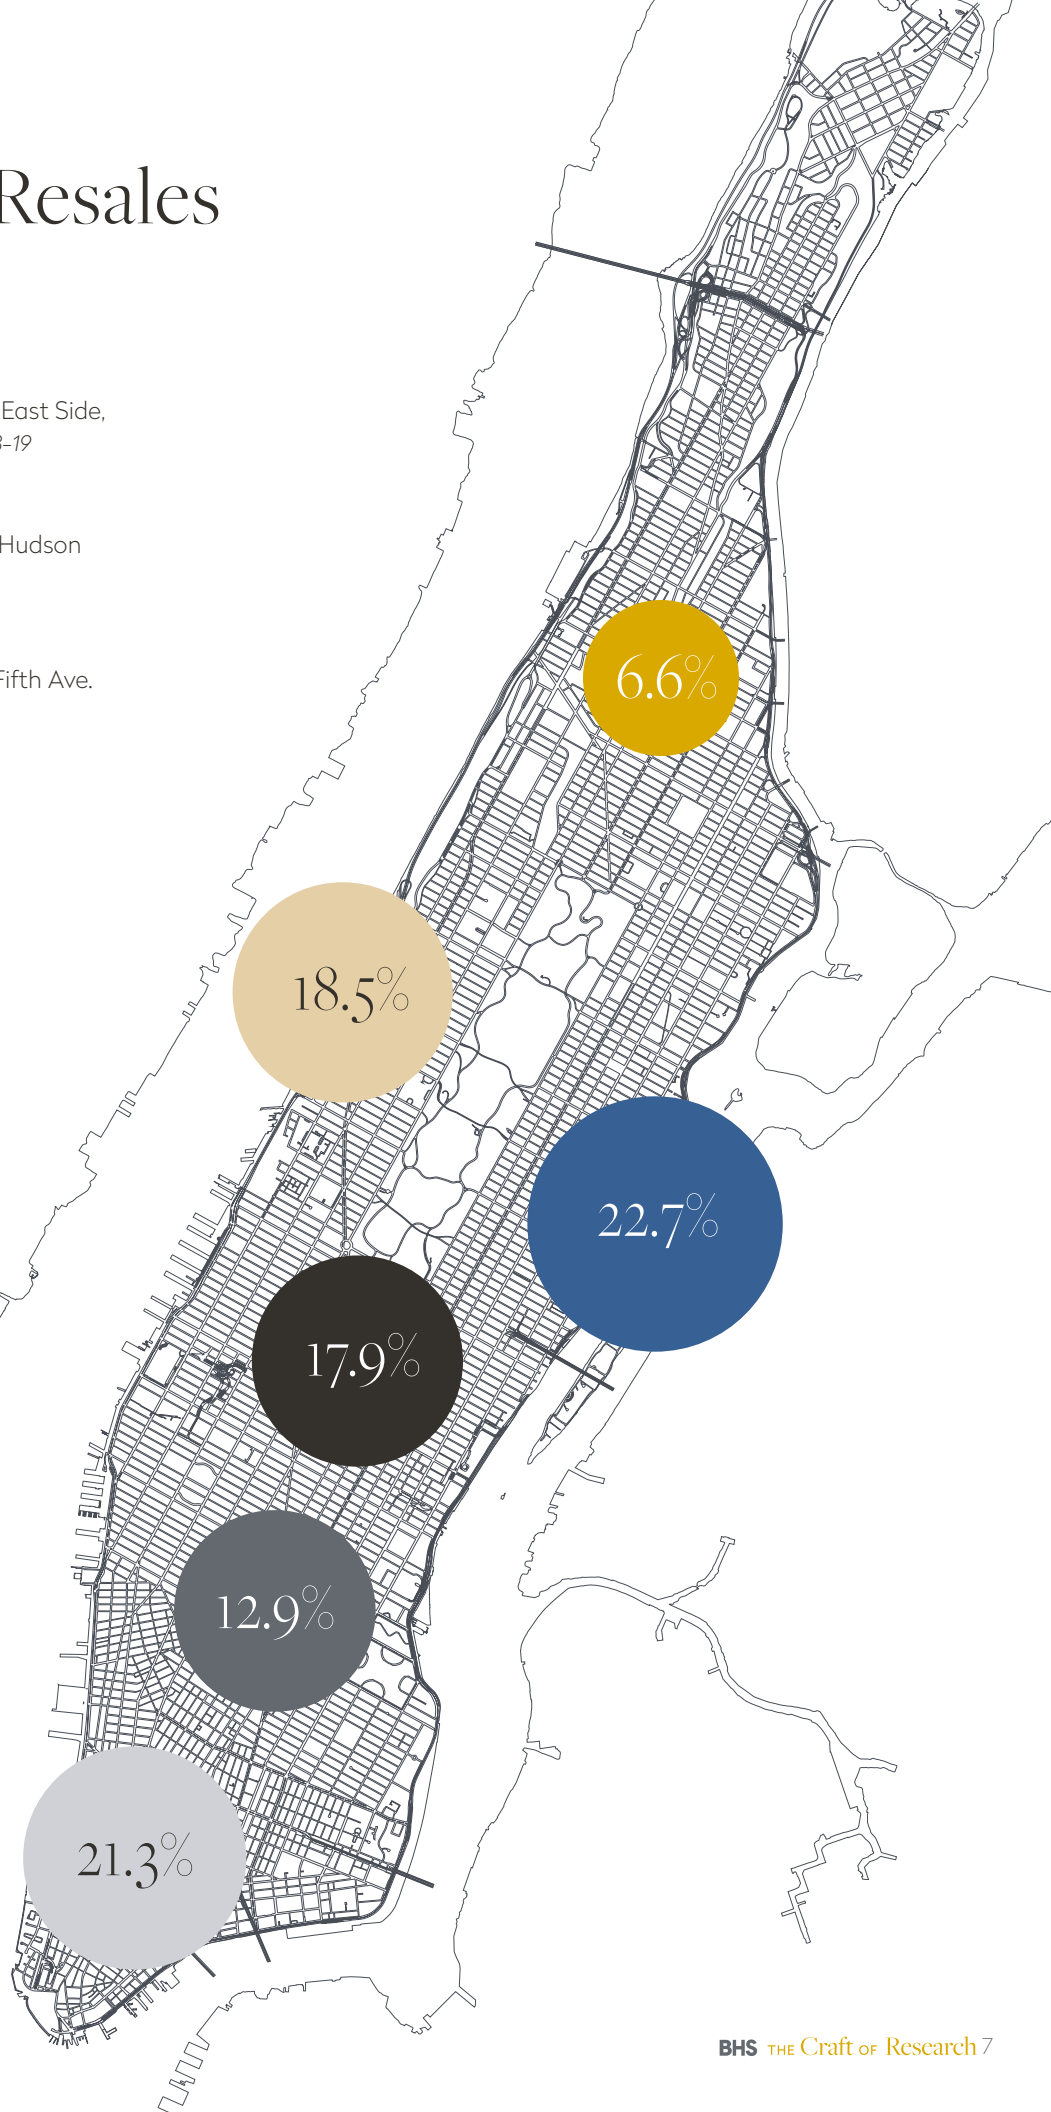 Resales
East Side,
-19
Hudson
Fifth Ave.
6.6%
18.5%
22.7%
17.9%
12.9%
21.3%
BHS THE Craft OF Research 7